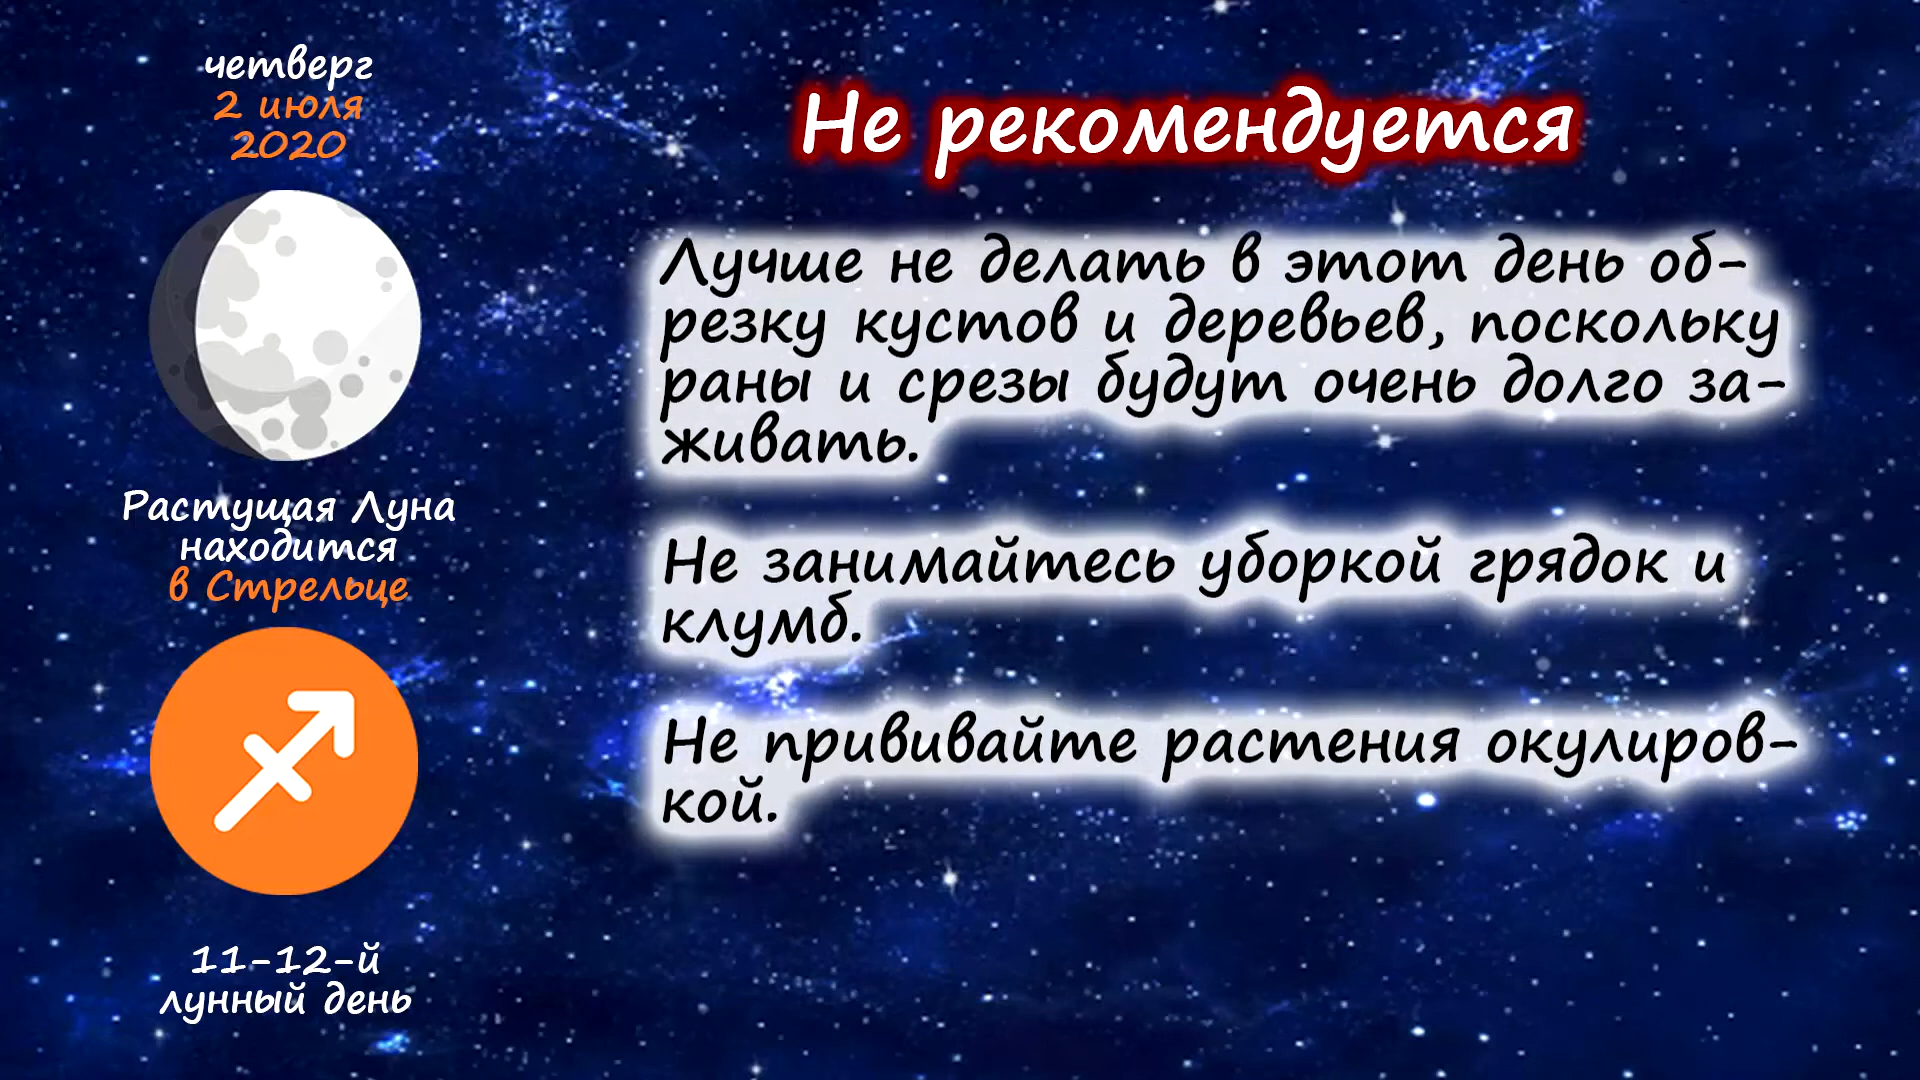 четверг
2 июля
2020
Растущая Луна
находится
в Стрельце
11-12-й
лунный день
Не рекомендуется
Лучше не делать в этот день об-
резку кустов и деревьев, поскольку
раны и срезы будут очень долго за-
живать.
Не занимайтесь уборкой грядок и
клумб.
Не прививайте растения окулиров-
кой.